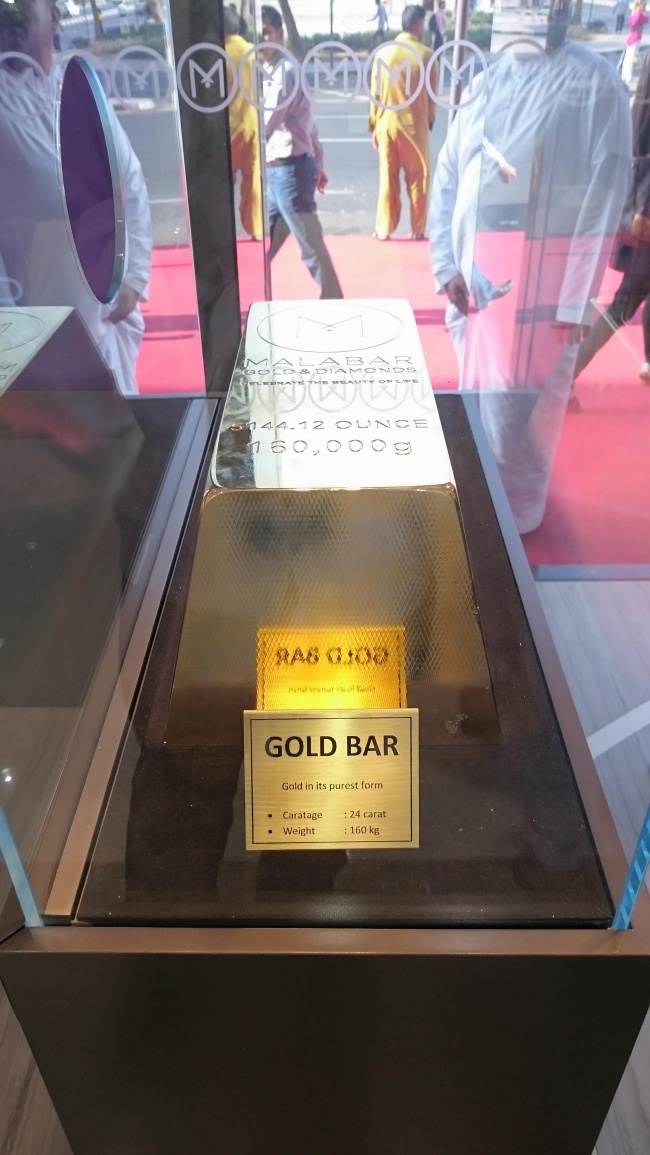 MALABAR
GOLD & DIAMONDS
CELEBRATE THE BEAUTY OF LIFE
5144.12 OUNCE
160,000g
GOLD BAR
Gold in its purest form
• Caratage : 24 carat
• Weight : 160 kg